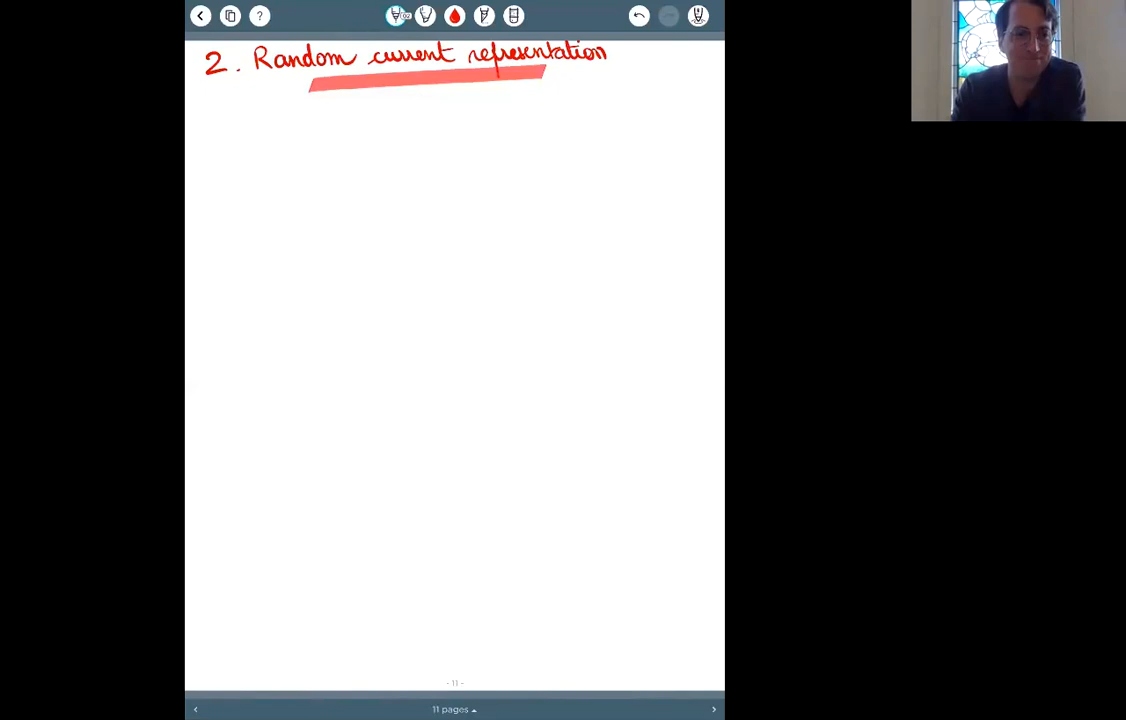 ?
2. Random current representation
- 11 -
11 pages